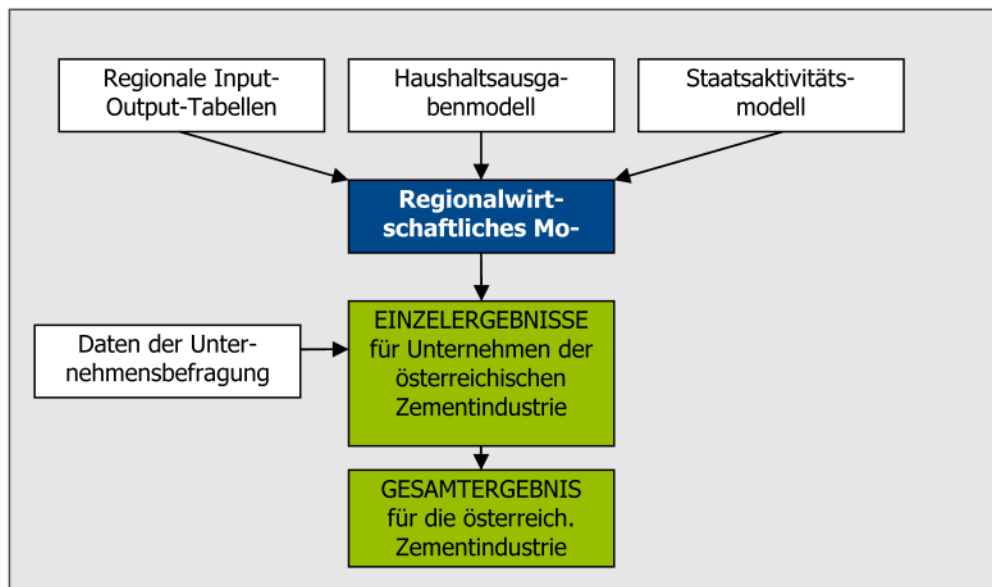 Regionale Input-
Output-Tabellen
Haushaltsausga-
benmodell
Staatsaktivitäts-
modell
Regionalwirt-
schaftliches Mo-
EINZELERGEBNISSE
für Unternehmen der
österreichischen
Zementindustrie
Daten der Unter-
nehmensbefragung
GESAMTERGEBNIS
für die österreich.
Zementindustrie